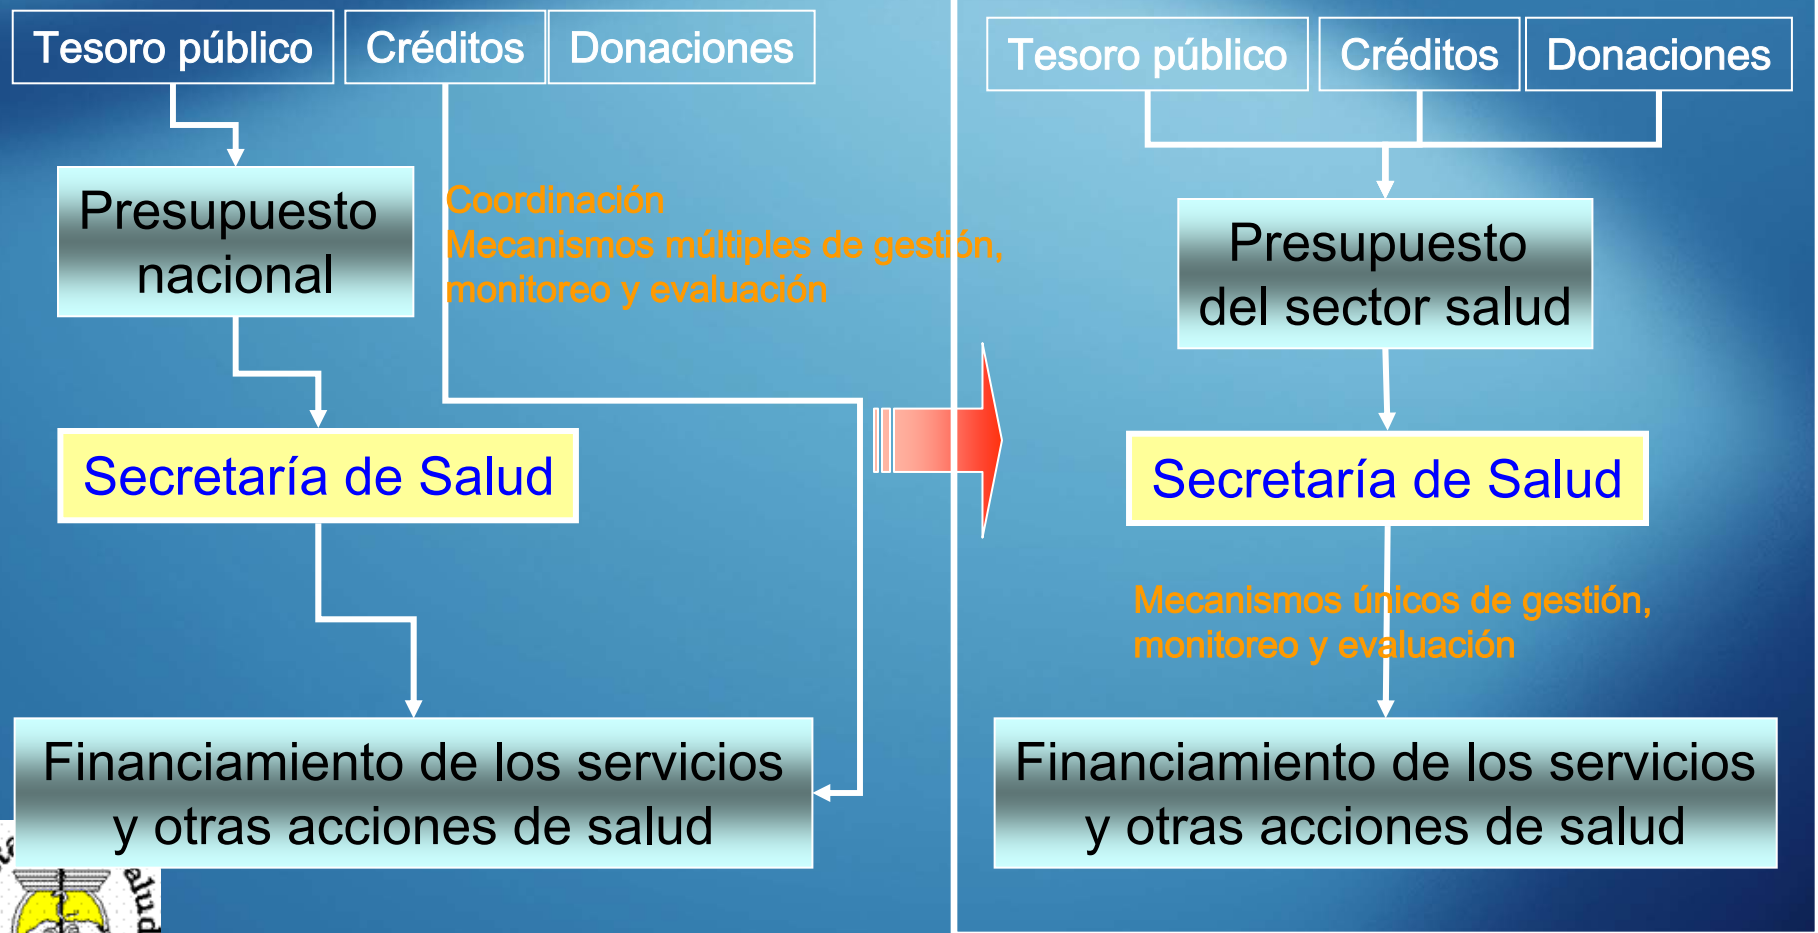 Tesoro público
Créditos
Donaciones
Presupuesto
nacional
Coordinación
Mecanismos múltiples de gestión,
monitoreo y evaluación
Secretaría de Salud
Financiamiento de los servicios
y otras acciones de salud
Tesoro público
Créditos
Donaciones
Presupuesto
del sector salud
Secretaría de Salud
Mecanismos únicos de gestión,
monitoreo y evaluación
Financiamiento de los servicios
y otras acciones de salud